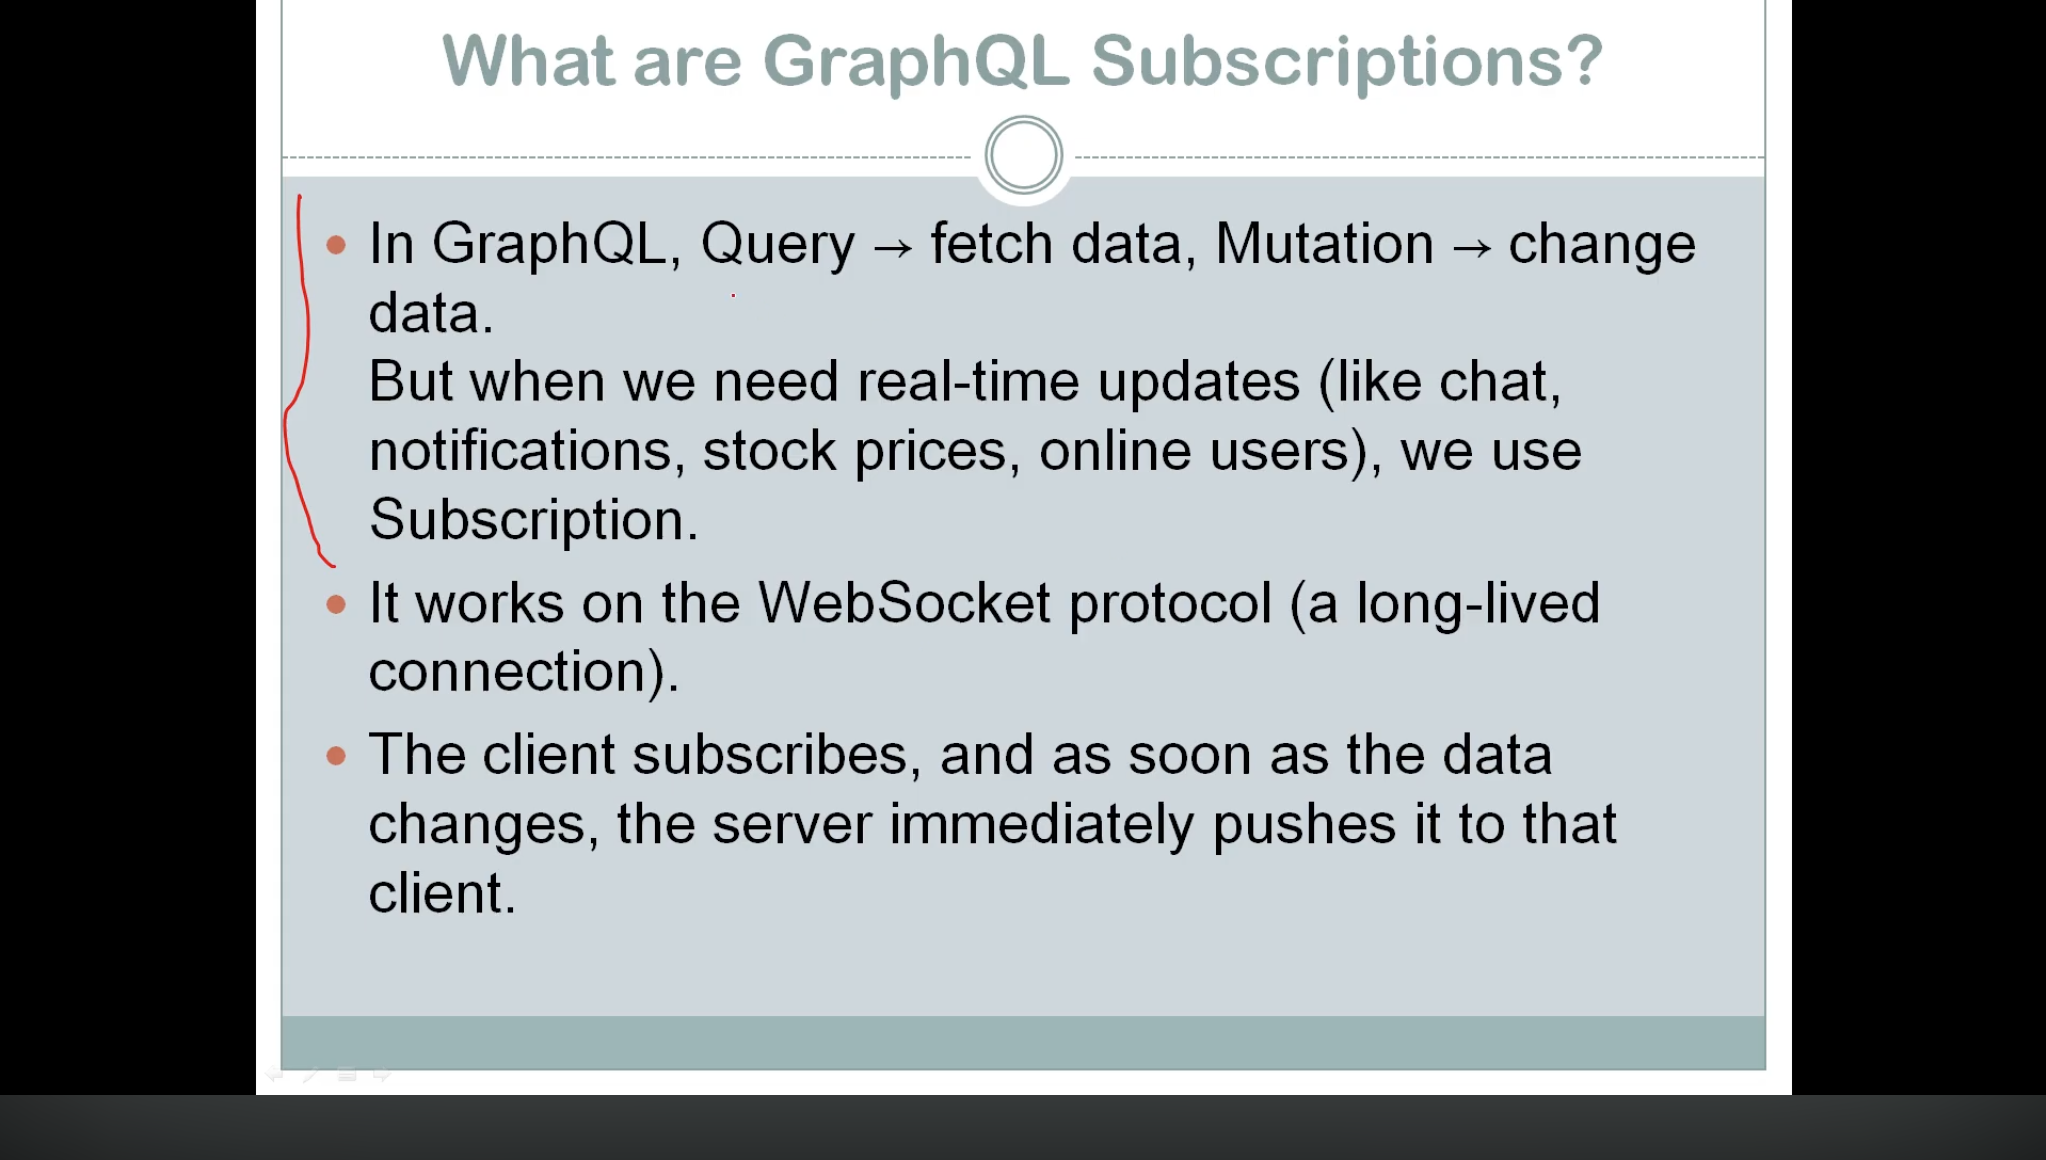 What are GraphQL Subscriptions?
• In GraphQL, Query → fetch data, Mutation → change
data.
But when we need real-time updates (like chat,
notifications, stock prices, online users), we use
Subscription.
• It works on the WebSocket protocol (a long-lived
connection).
• The client subscribes, and as soon as the data
changes, the server immediately pushes it to that
client.